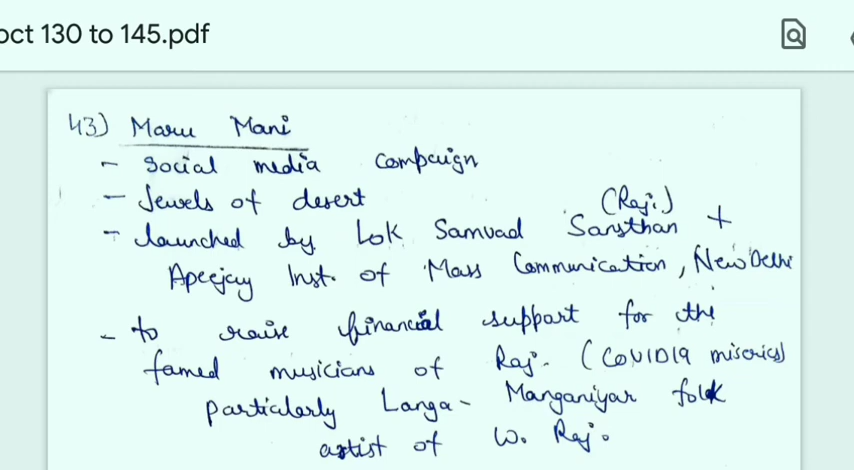 oct 130 to 145.pdf
43) Maru Mani
- Social media campaign
- Jewels of desert
(Raj.)
- launched by Lok Samvad Sansthan +
Apeejay Inst. of Mass Communication, New Delhi
- to raise financial support for the
famed musicians of Raj. (COVID19 miseries)
particularly Langa - Manganiyar folk
artist of W. Raj.